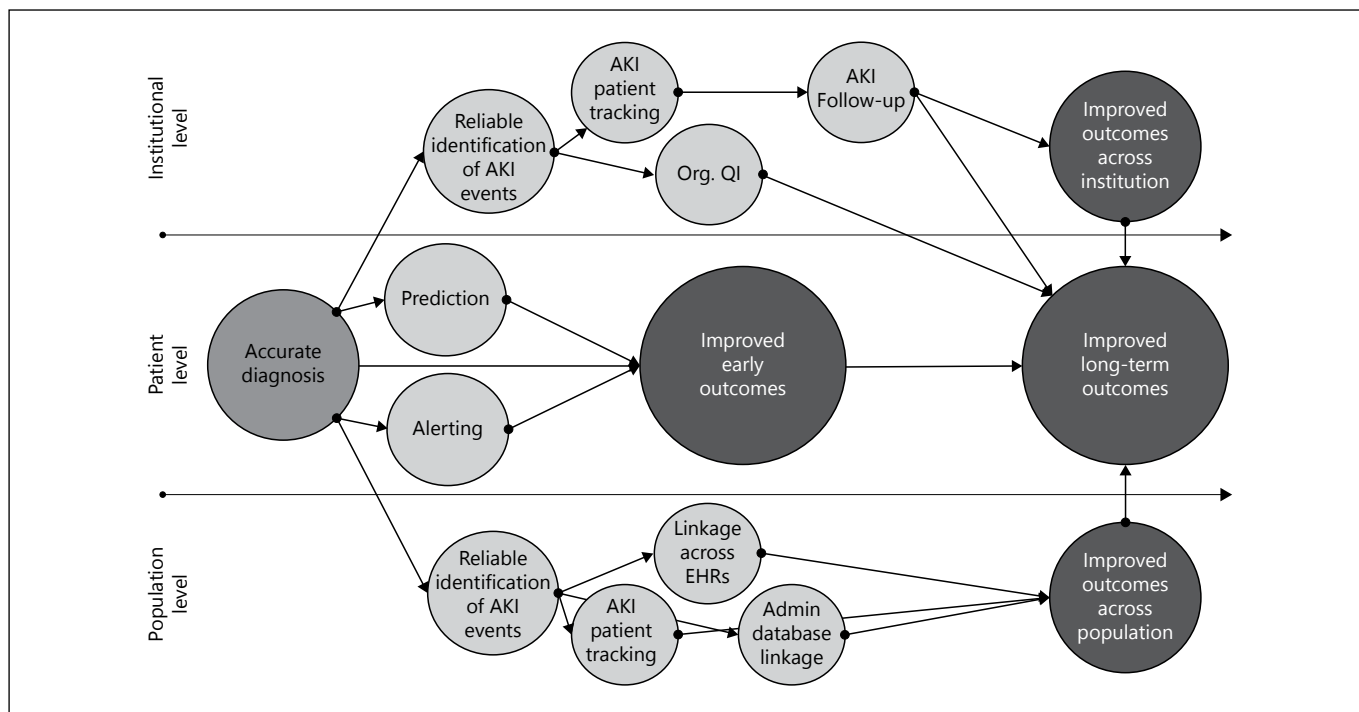 Institutional
level
Reliable
identification
of AKI
events
AKI
patient
tracking
Org. QI
AKI
Follow-up
Improved
outcomes
across
institution
Patient
level
Accurate
diagnosis
Prediction
Alerting
Improved
early
outcomes
Improved
long-term
outcomes
Population
level
Reliable
identification
of AKI
events
Linkage
across
EHRs
AKI
patient
tracking
Admin
database
linkage
Improved
outcomes
across
population